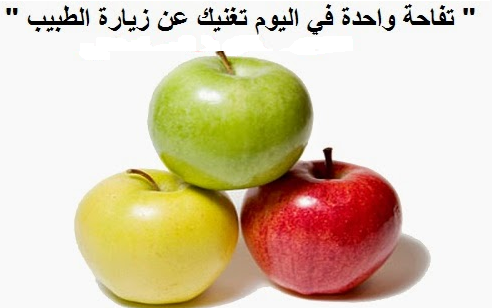 " تفاحة واحدة في اليوم تغنيك عن زيارة الطبيب "